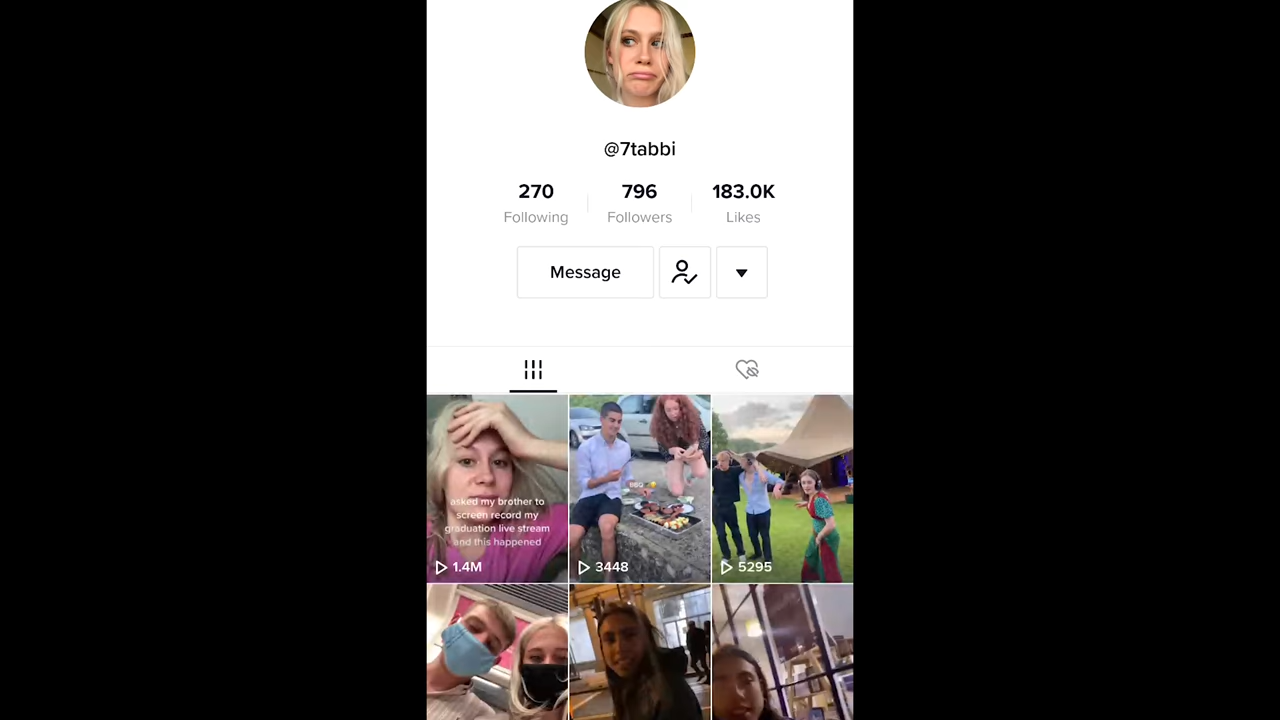 @7tabbi
270 796 183.0K
Following Followers Likes
Message
asked my brother to
screen record my
graduation live stream
and this happened
BBQ
1.4M 3448 5295